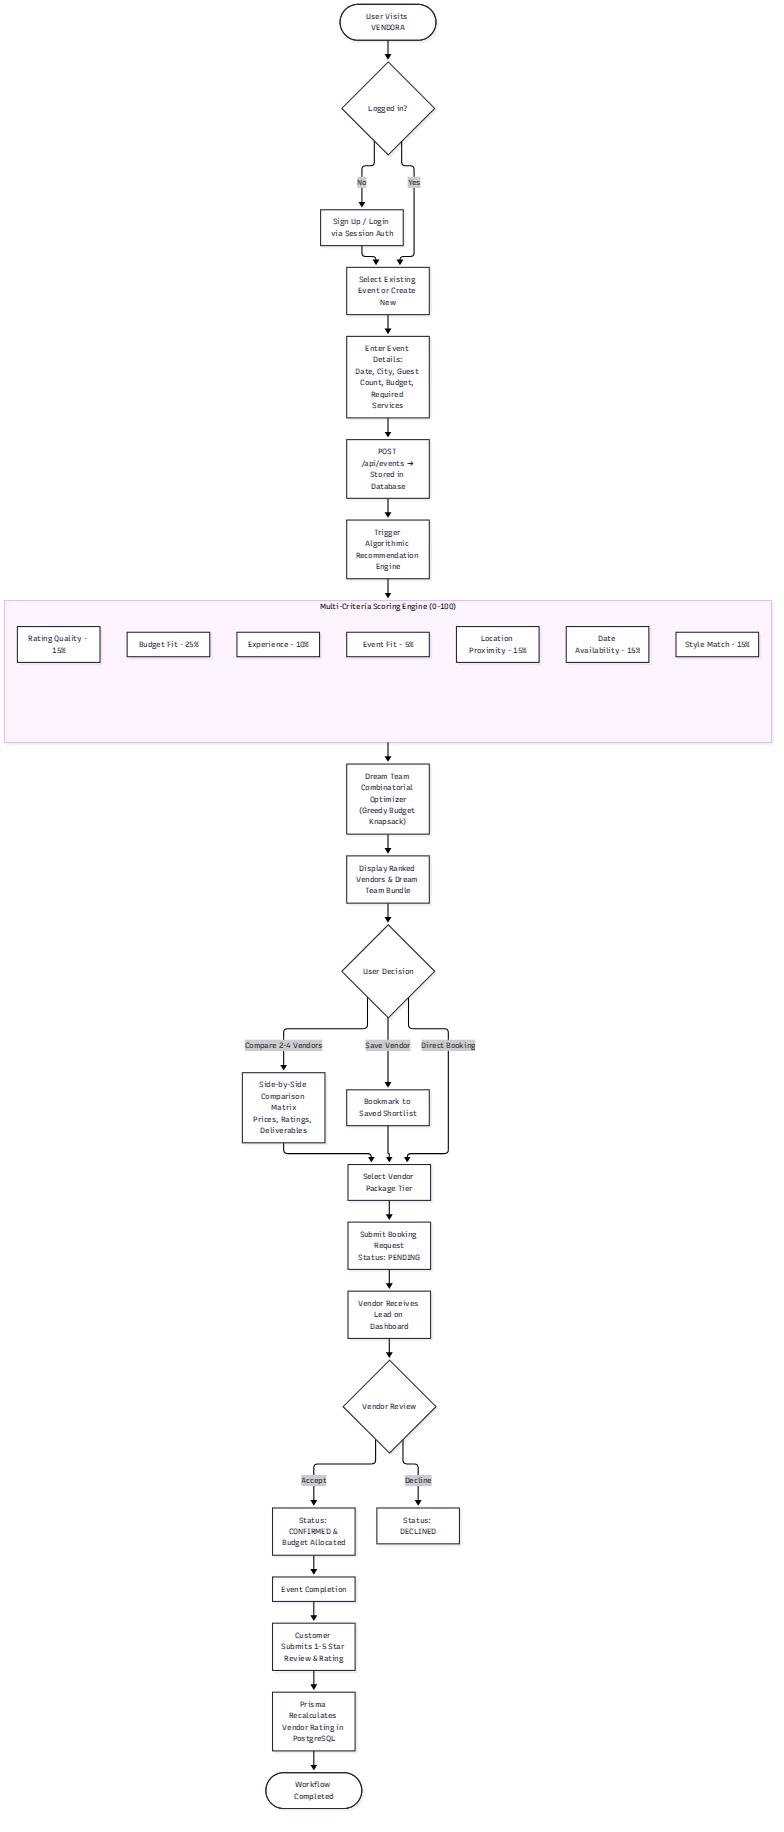 User Visits
VENDORA
Logged in?
No
Yes
Sign Up / Login
via Session Auth
Select Existing
Event or Create
New
Enter Event
Details:
Date, City, Guest
Count, Budget,
Required
Services
POST
/api/events ➔
Stored in
Database
Trigger
Algorithmic
Recommendation
Engine
Multi-Criteria Scoring Engine (0-100)
Rating Quality -
15%
Budget Fit - 25%
Experience - 10%
Event Fit - 5%
Location
Proximity - 15%
Date
Availability - 15%
Style Match - 15%
Dream Team
Combinatorial
Optimizer
(Greedy Budget
Knapsack)
Display Ranked
Vendors & Dream
Team Bundle
User Decision
Compare 2-4 Vendors
Save Vendor
Direct Booking
Side-by-Side
Comparison
Matrix
Prices, Ratings,
Deliverables
Bookmark to
Saved Shortlist
Select Vendor
Package Tier
Submit Booking
Request
Status: PENDING
Vendor Receives
Lead on
Dashboard
Vendor Review
Accept
Decline
Status:
CONFIRMED &
Budget Allocated
Status:
DECLINED
Event Completion
Customer
Submits 1-5 Star
Review & Rating
Prisma
Recalculates
Vendor Rating in
PostgreSQL
Workflow
Completed